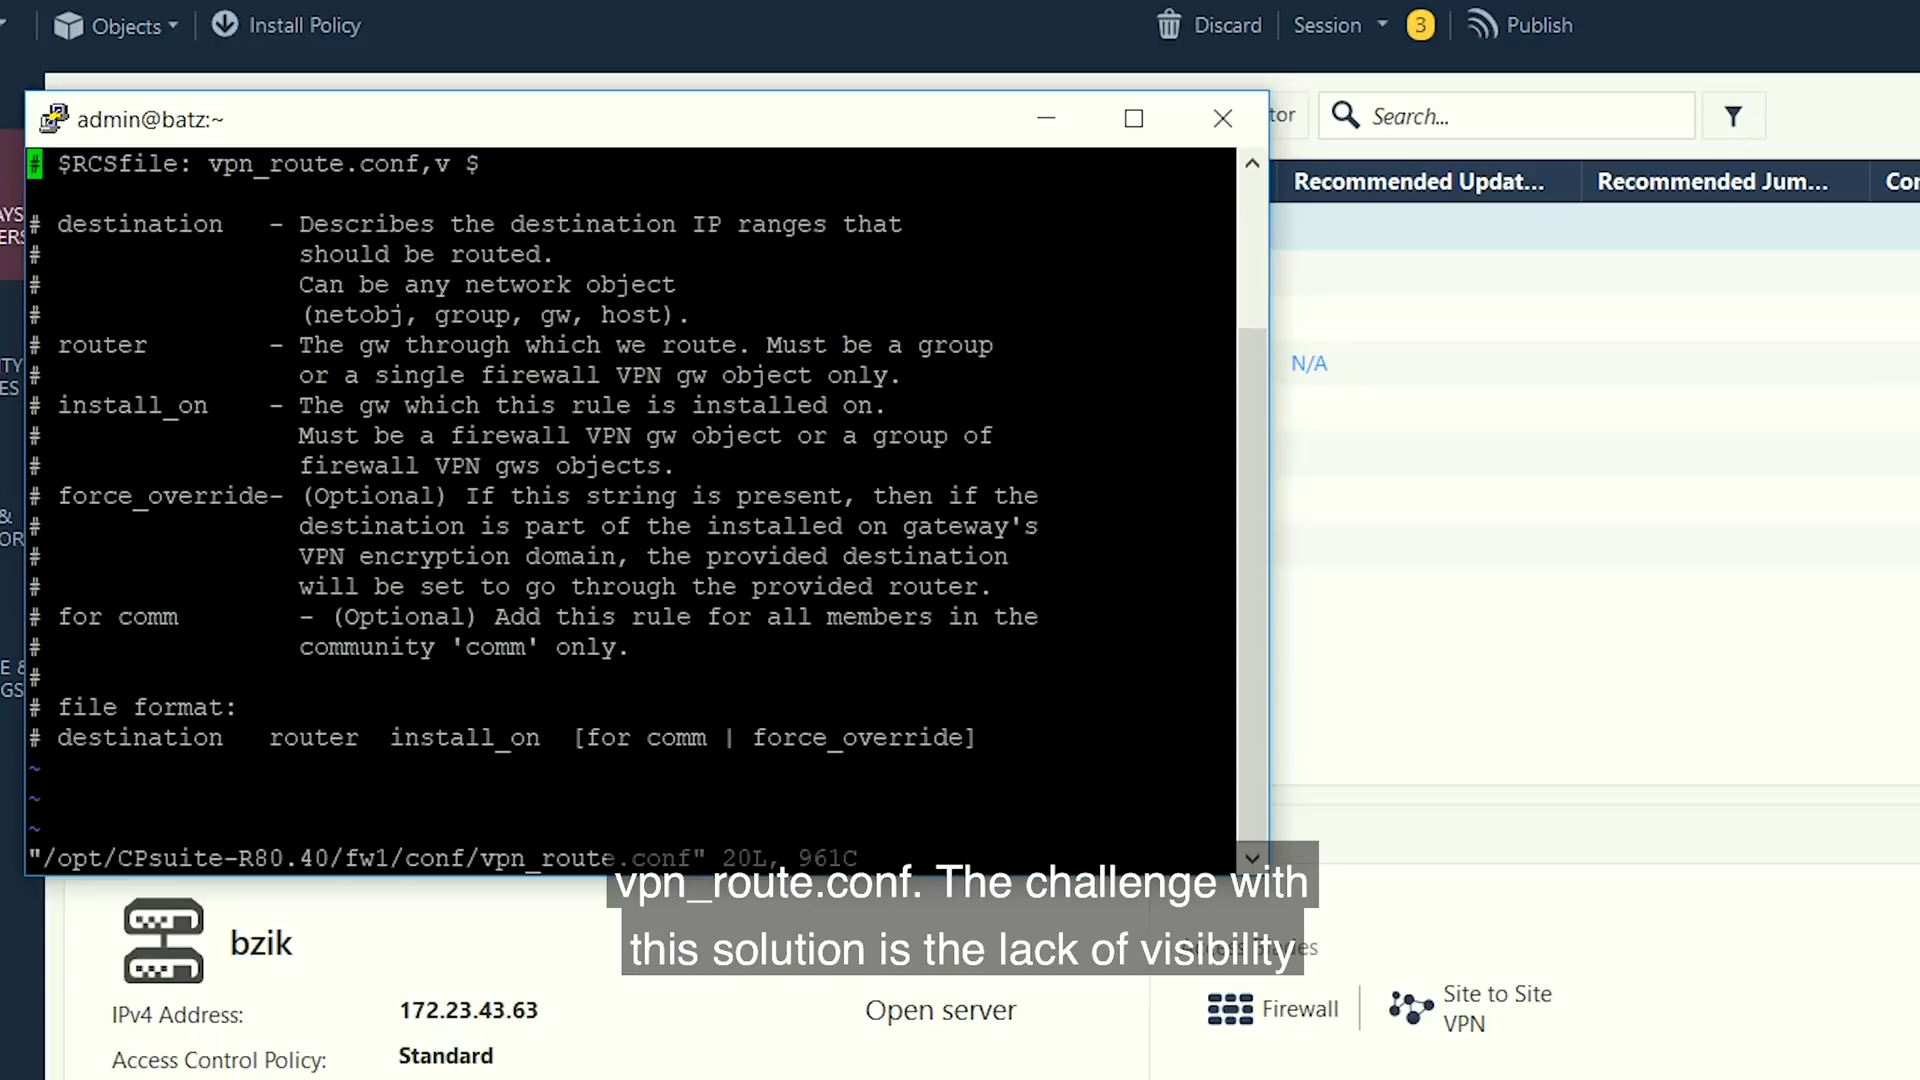 Objects
Install Policy
Discard
Session
3
Publish
admin@batz:~
tor
Search...
Recommended Updat...
Recommended Jum...
Cor
# $RCSfile: vpn_route.conf,v $
# destination - Describes the destination IP ranges that
# should be routed.
# Can be any network object
# (netobj, group, gw, host).
# router - The gw through which we route. Must be a group
# or a single firewall VPN gw object only.
# install_on - The gw which this rule is installed on.
# Must be a firewall VPN gw object or a group of
# firewall VPN gws objects.
# force_override- (Optional) If this string is present, then if the
# destination is part of the installed on gateway's
# VPN encryption domain, the provided destination
# will be set to go through the provided router.
# for comm - (Optional) Add this rule for all members in the
# community 'comm' only.
#
# file format:
# destination router install_on [for comm | force_override]
~
~
~
"/opt/CPsuite-R80.40/fw1/conf/vpn_route.conf" 20L, 961C
AYS
ERS
ITY
ES
&
OR
E &
GS
N/A
vpn_route.conf. The challenge with
this solution is the lack of visibility
bzik
IPv4 Address: 172.23.43.63
Open server
Access Control Policy: Standard
Firewall
Site to Site
VPN